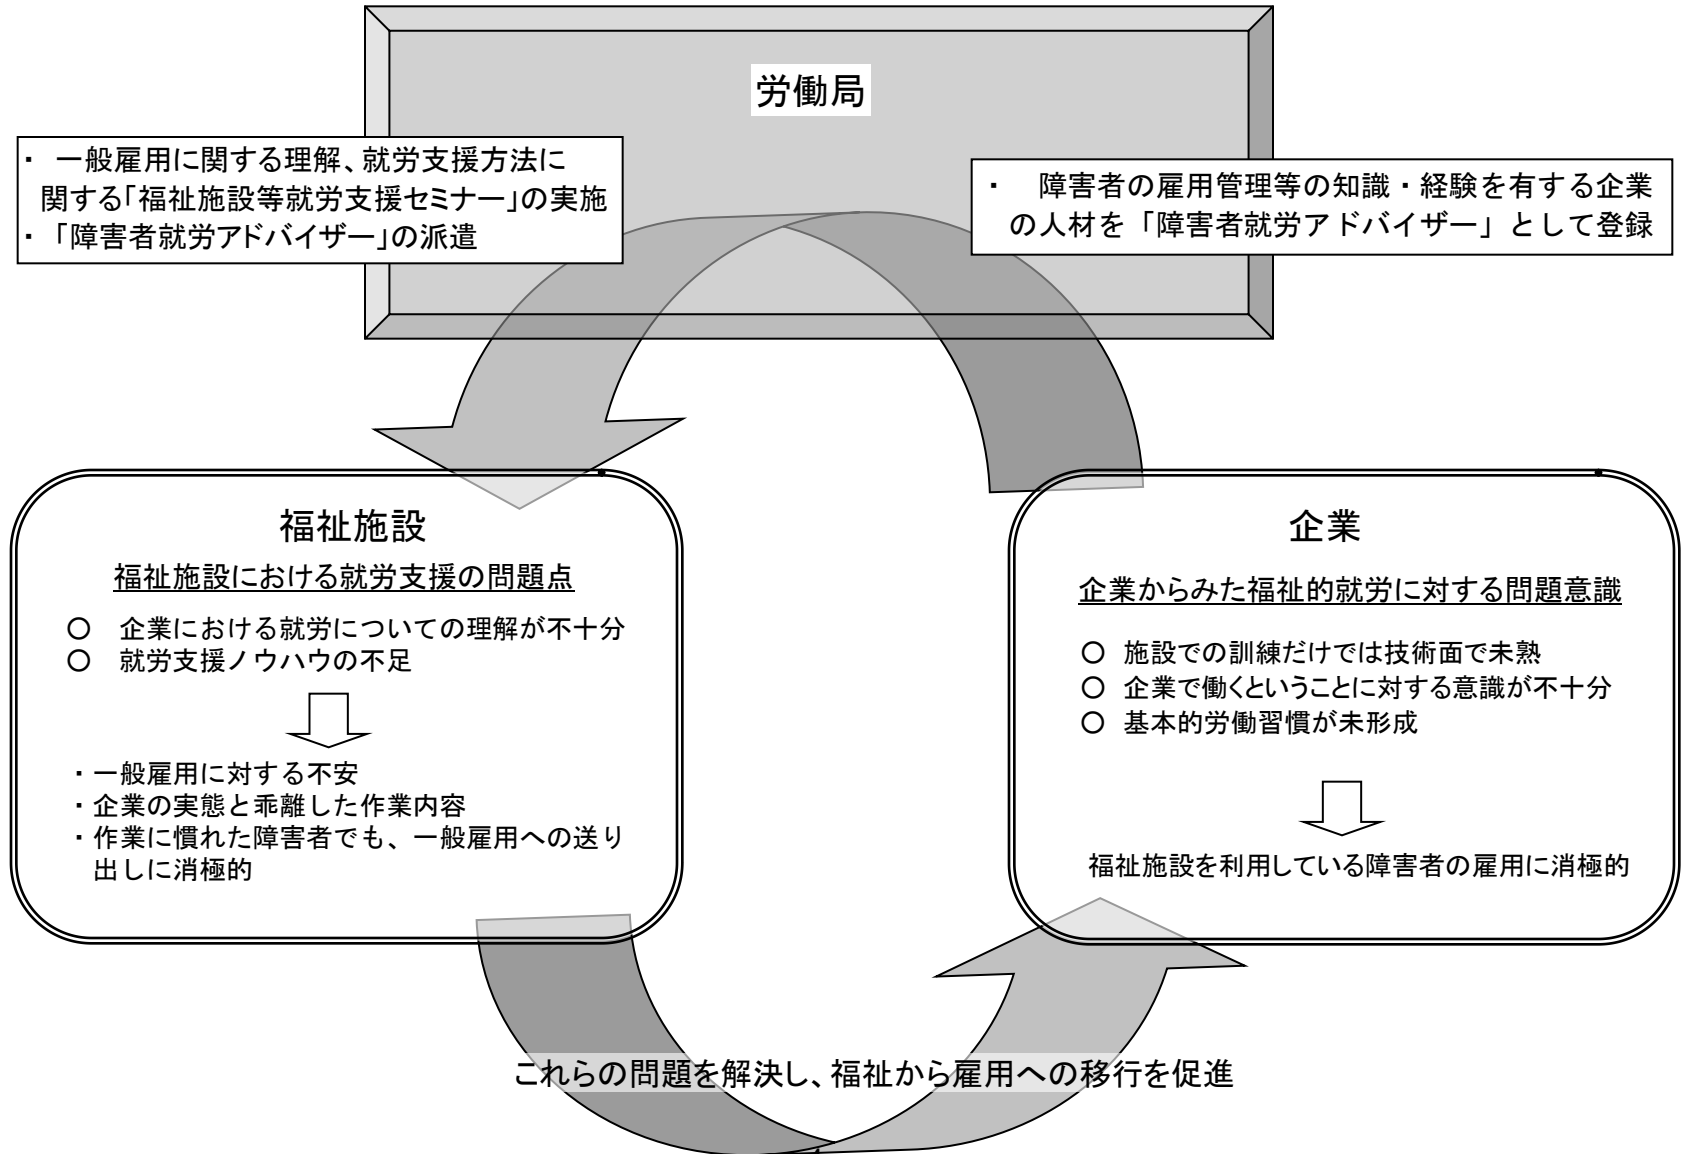 労働局
・ 一般雇用に関する理解、就労支援方法に
関する「福祉施設等就労支援セミナー」の実施
・「障害者就労アドバイザー」の派遣
・ 障害者の雇用管理等の知識・経験を有する企業
の人材を「障害者就労アドバイザー」として登録
福祉施設
福祉施設における就労支援の問題点
○ 企業における就労についての理解が不十分
○ 就労支援ノウハウの不足
・一般雇用に対する不安
・企業の実態と乖離した作業内容
・作業に慣れた障害者でも、一般雇用への送り
出しに消極的
企業
企業からみた福祉的就労に対する問題意識
○ 施設での訓練だけでは技術面で未熟
○ 企業で働くということに対する意識が不十分
○ 基本的労働習慣が未形成
福祉施設を利用している障害者の雇用に消極的
これらの問題を解決し、福祉から雇用への移行を促進